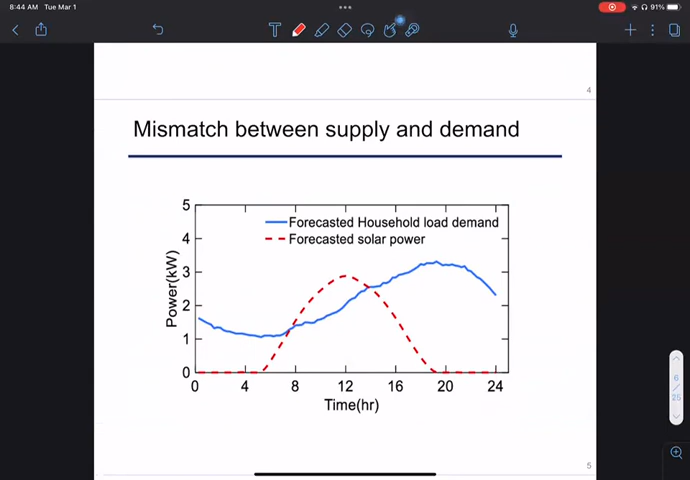 8:44 AM Tue Mar 1
91%
4
Mismatch between supply and demand
5
4
3
2
1
0
Power(kW)
Forecasted Household load demand
Forecasted solar power
0 4 8 12 16 20 24
Time(hr)
6
/
25
5